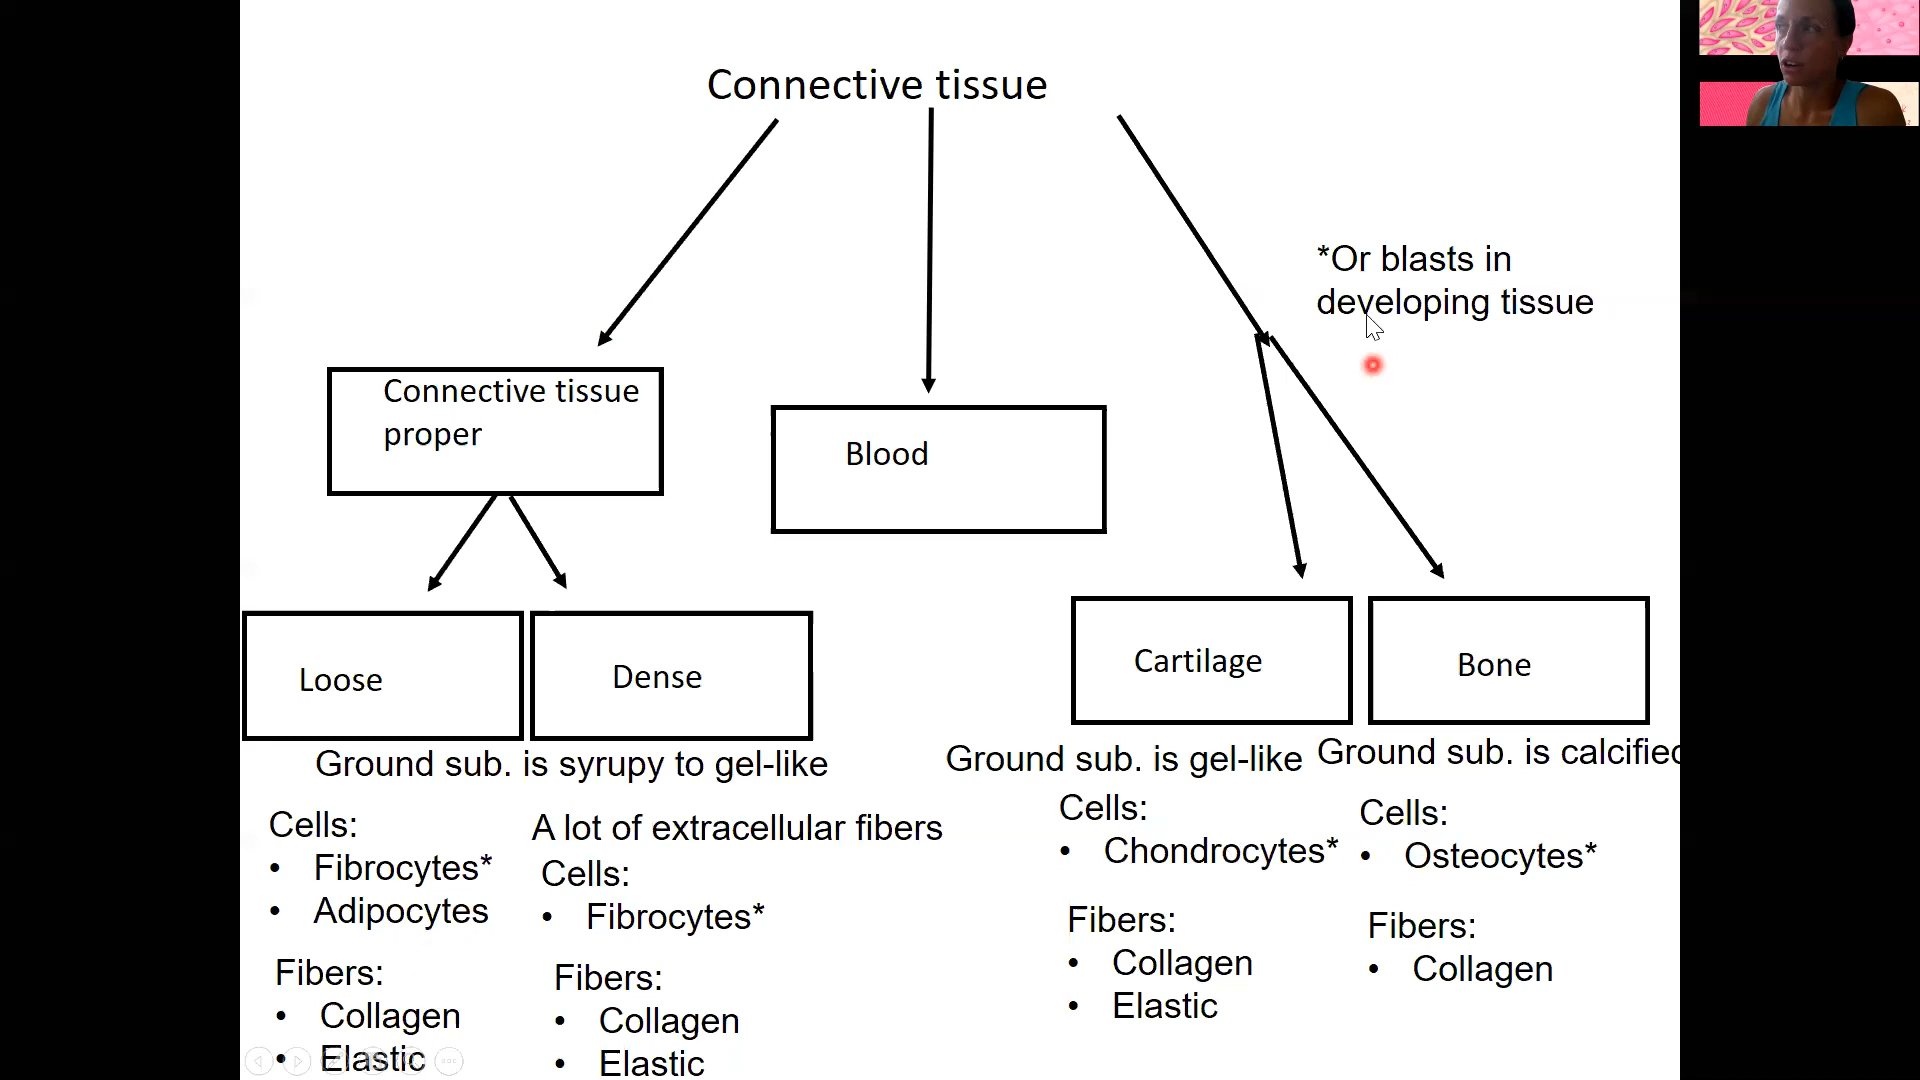 Connective tissue
*Or blasts in
developing tissue
Connective tissue
proper
Blood
Loose
Dense
Cartilage
Bone
Ground sub. is syrupy to gel-like
Cells:
• Fibrocytes*
• Adipocytes
Fibers:
• Collagen
• Elastic
A lot of extracellular fibers
Cells:
• Fibrocytes*
Fibers:
• Collagen
• Elastic
Ground sub. is gel-like
Cells:
• Chondrocytes*
Fibers:
• Collagen
• Elastic
Ground sub. is calcified
Cells:
• Osteocytes*
Fibers:
• Collagen